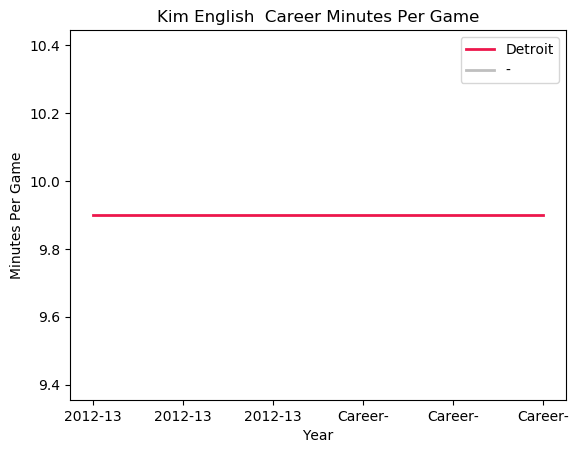 Kim English  Career Minutes Per Game
Detroit
-
10.4
10.2
10.0
9.8
9.6
9.4
Minutes Per Game
2012-13 2012-13 2012-13 Career- Career- Career-
Year